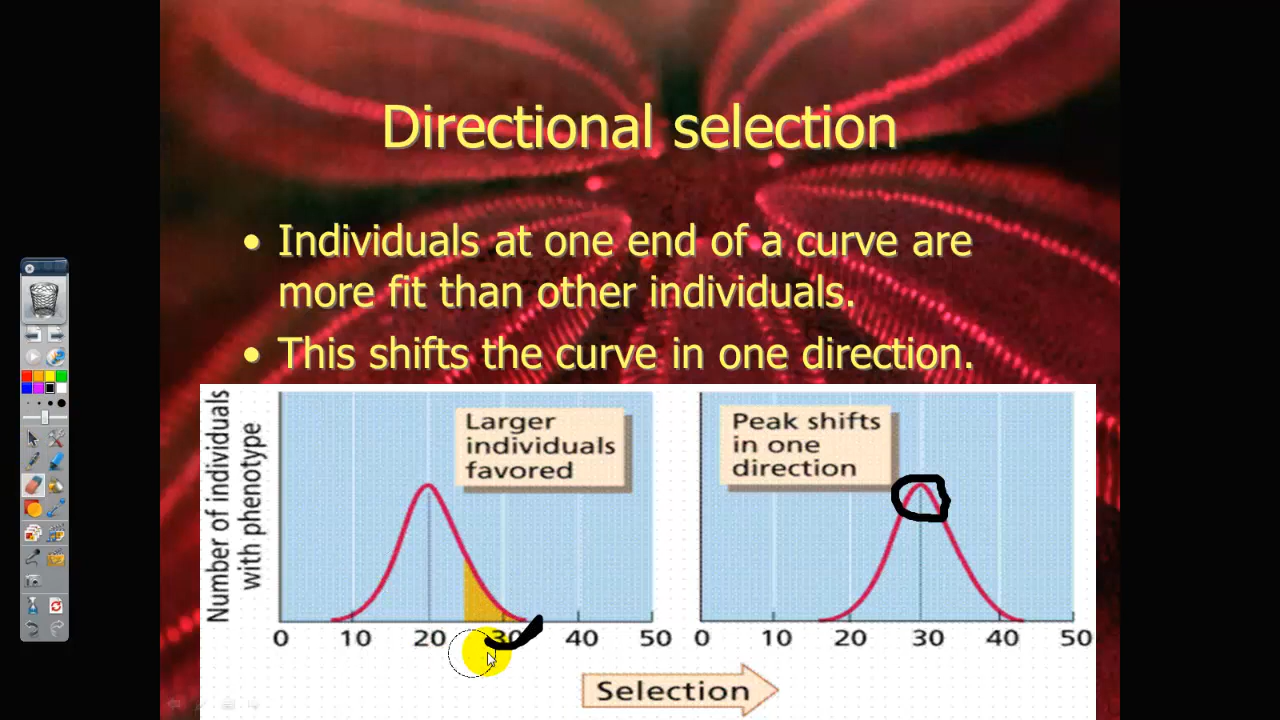 Directional selection
• Individuals at one end of a curve are
more fit than other individuals.
• This shifts the curve in one direction.
Number of individuals
with phenotype
Larger
individuals
favored
0 10 20 30 40 50
Peak shifts
in one
direction
0 10 20 30 40 50
Selection